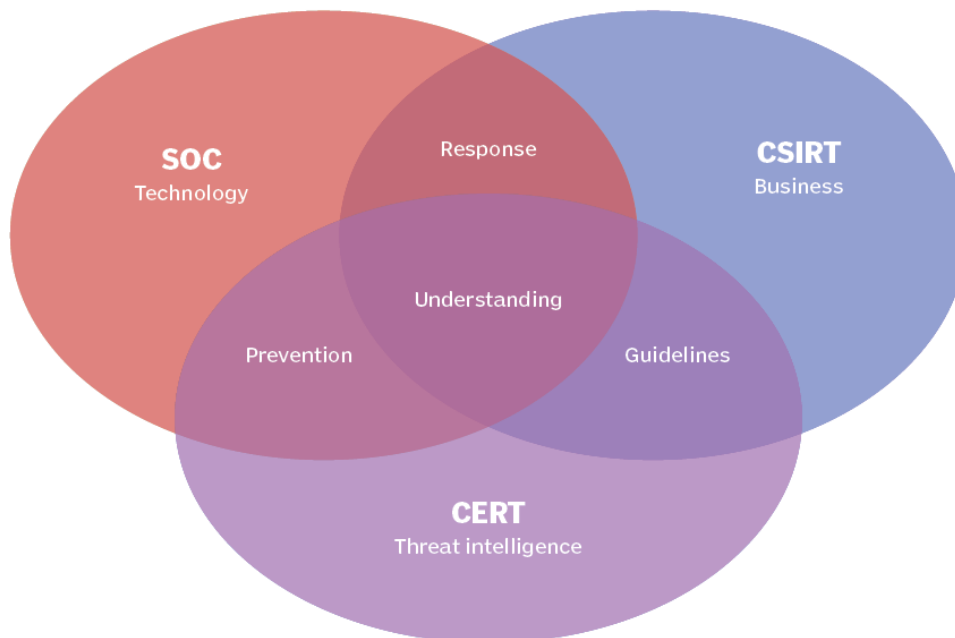 SOC
Technology
Response
CSIRT
Business
Understanding
Prevention
Guidelines
CERT
Threat intelligence